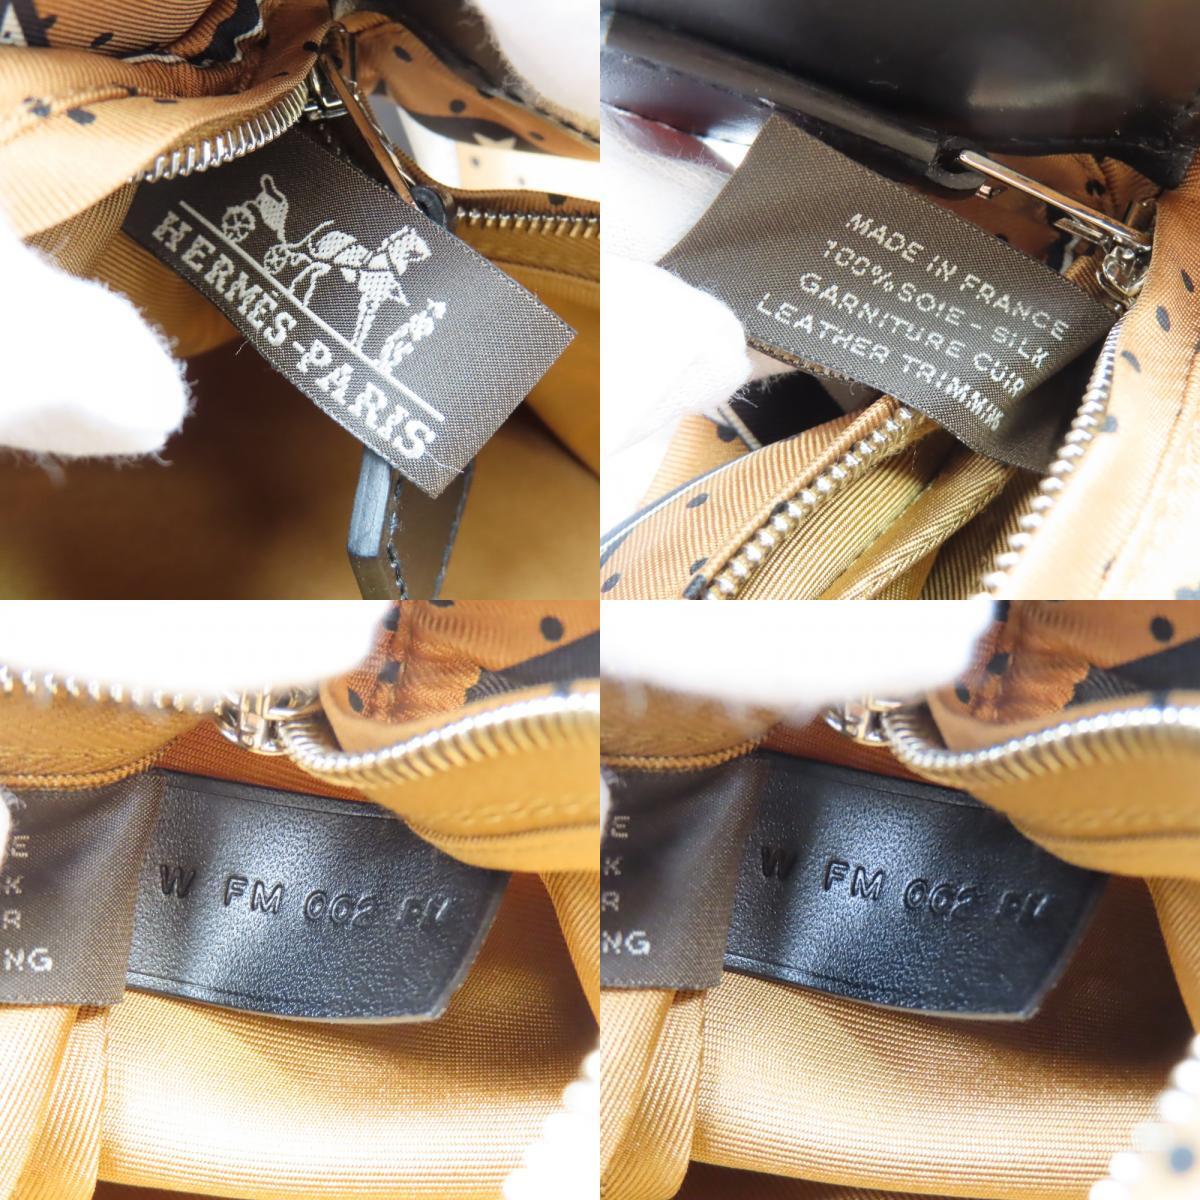 HERMES-PARIS
MADE IN FRANCE
100% SOIE - SILK
GARNITURE CUIR
LEATHER TRIMMING
E
K
R
NG
W FM 002
E
K
R
NG
W FM 002